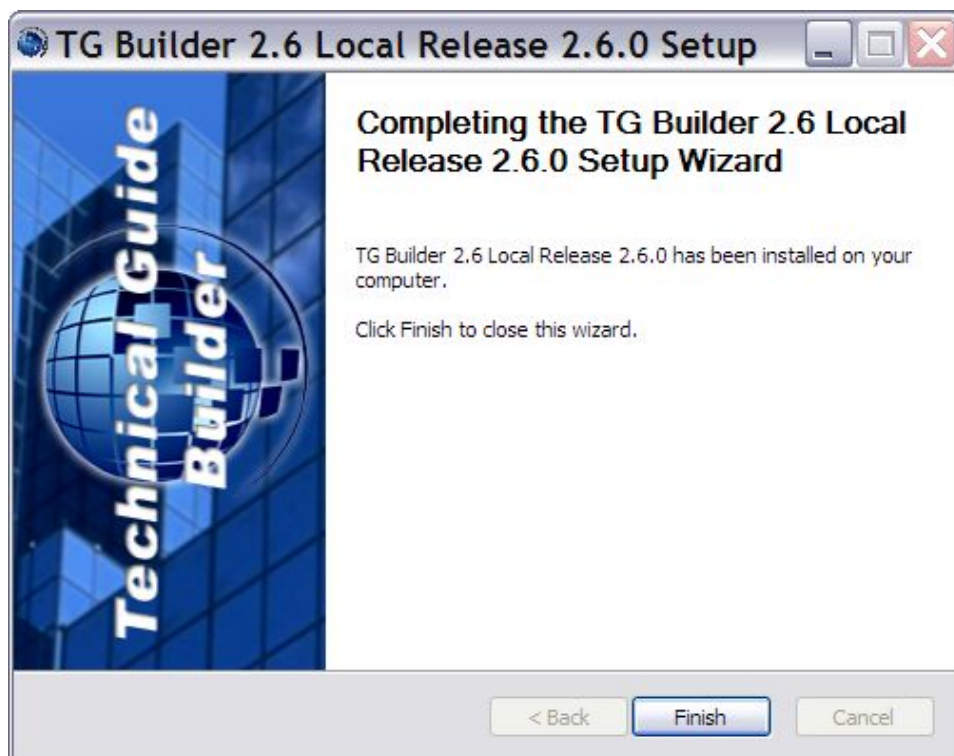 TG Builder 2.6 Local Release 2.6.0 Setup
Technical Guide
Builder
Completing the TG Builder 2.6 Local
Release 2.6.0 Setup Wizard
TG Builder 2.6 Local Release 2.6.0 has been installed on your
computer.
Click Finish to close this wizard.
< Back
Finish
Cancel